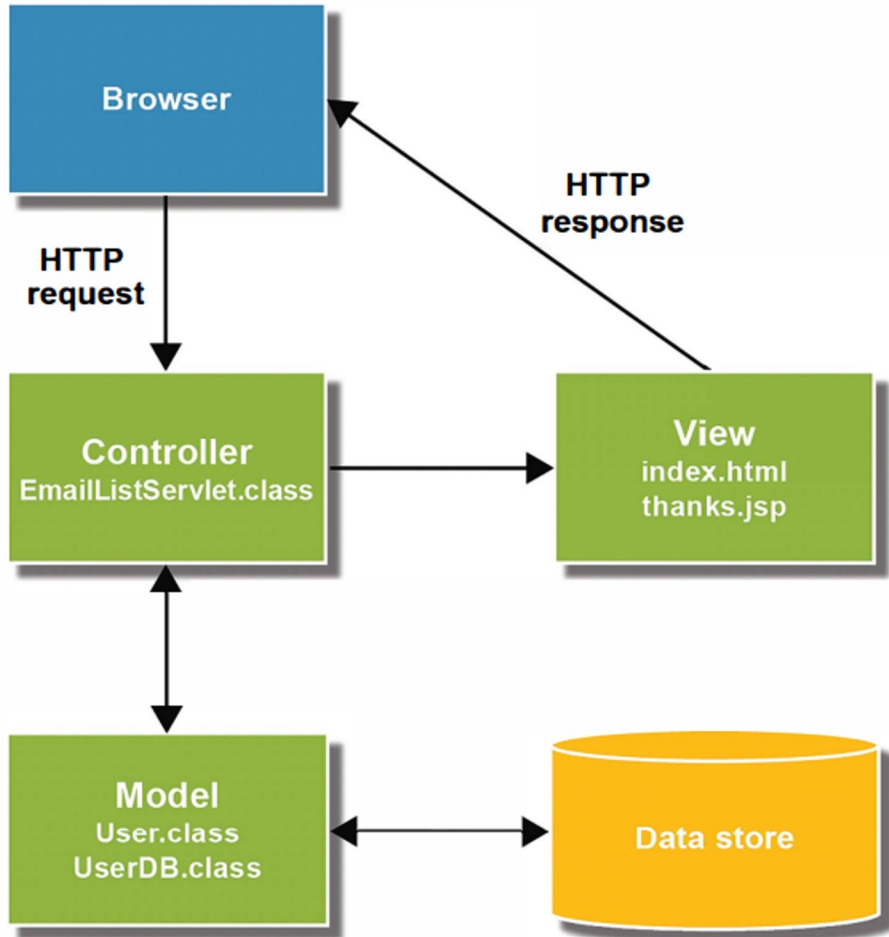 Browser
HTTP
response
HTTP
request
Controller
EmailListServlet.class
View
index.html
thanks.jsp
Model
User.class
UserDB.class
Data store